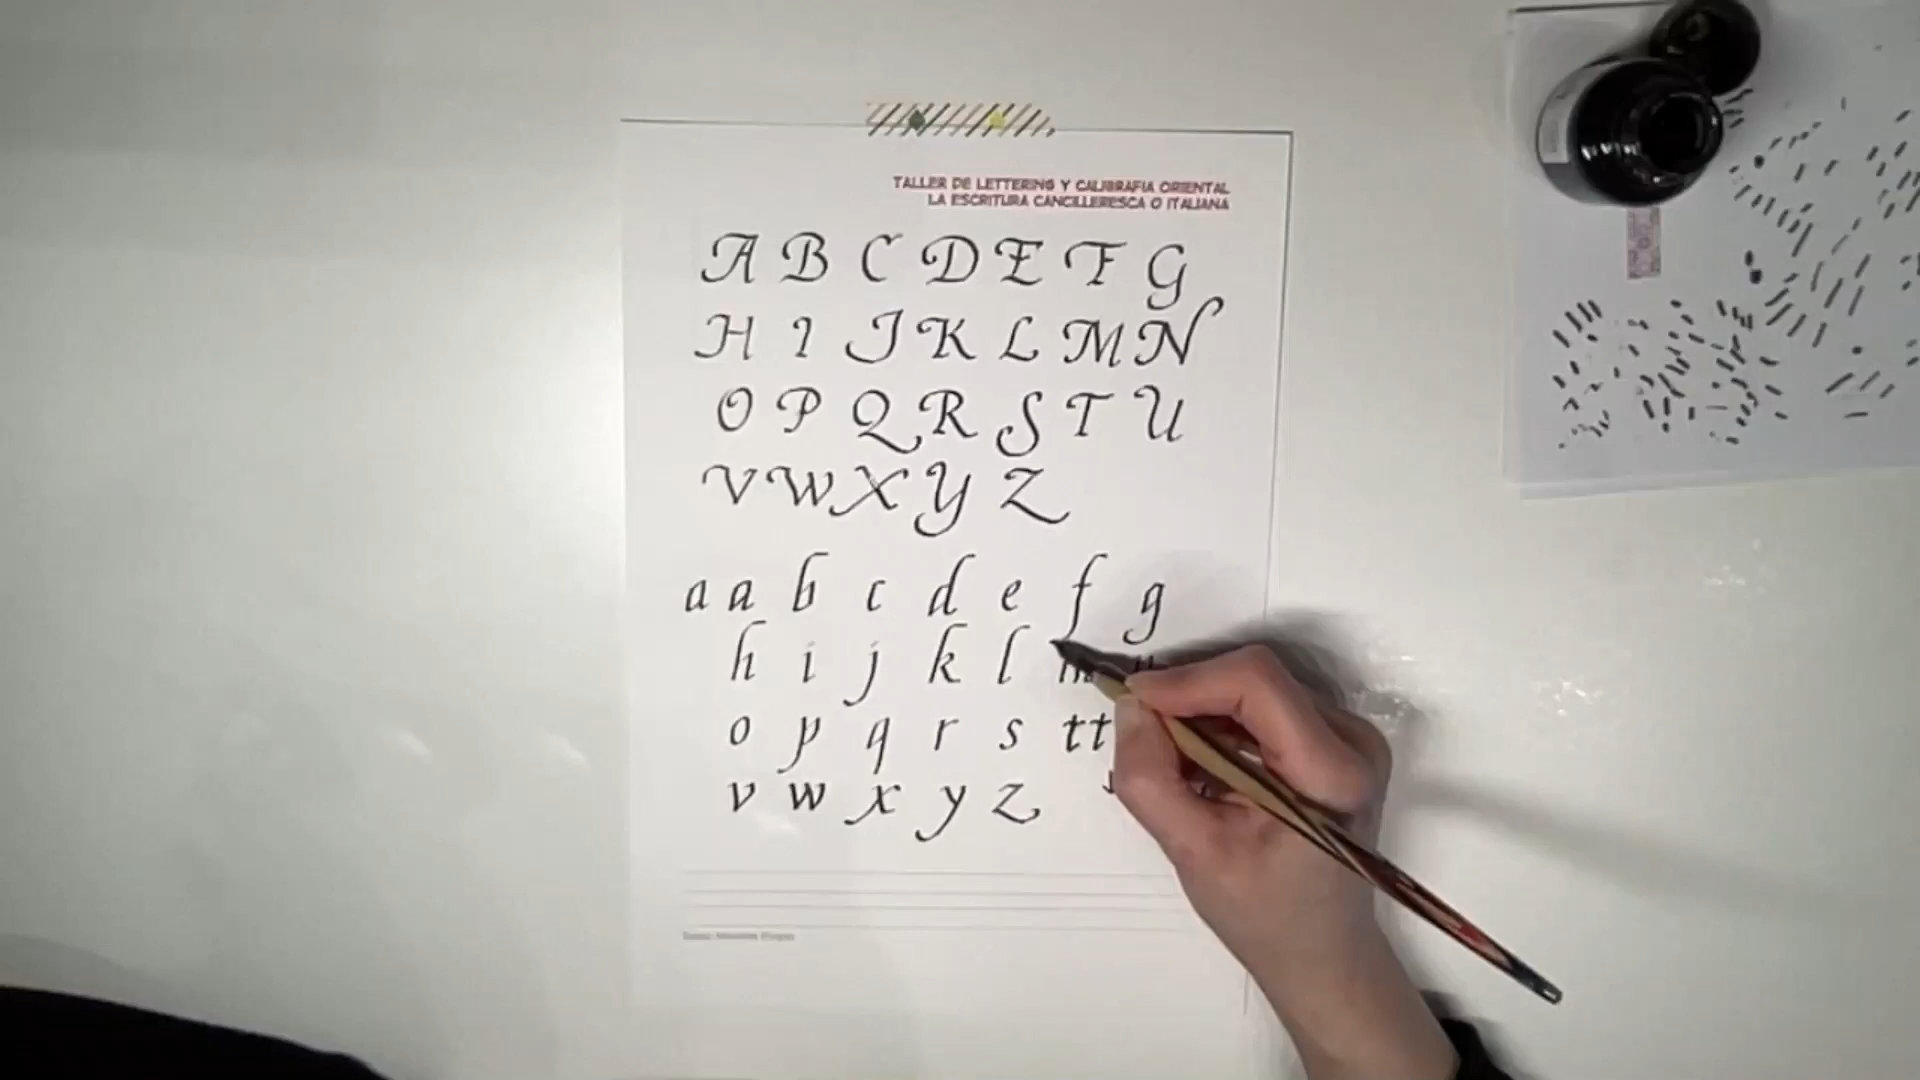 TALLER DE LETTERING Y CALIGRAFIA ORIENTAL
LA ESCRITURA CANCILLERESCA O ITALIANA
A B C D E F G
H I J K L M N
O P Q R S T U
V W X Y Z
a a b c d e f g
h i j k l m
o p q r s t t
v w x y z